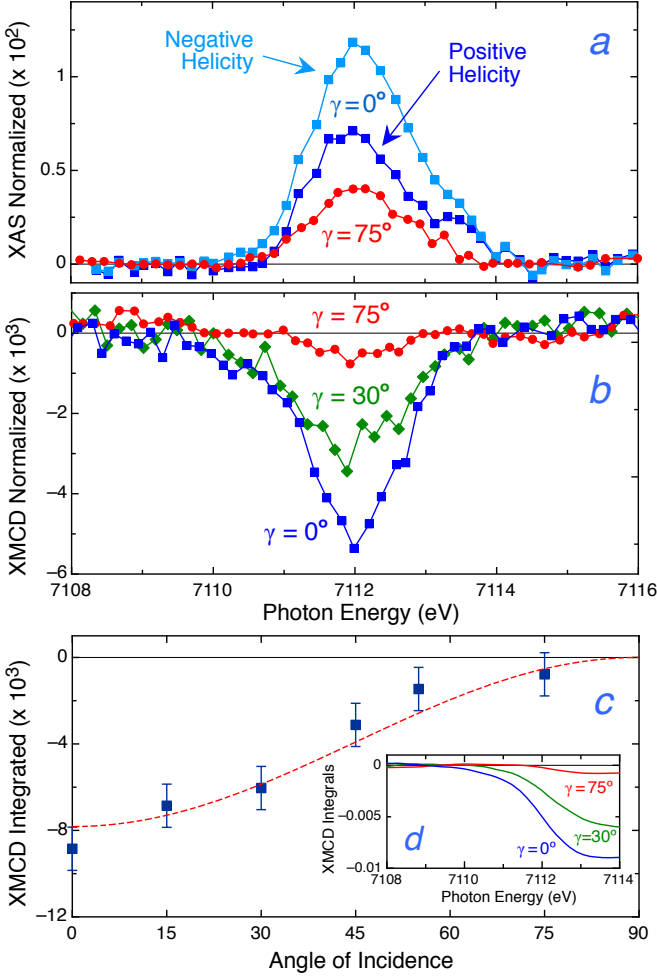 a
Negative
Helicity
Positive
Helicity
γ = 0°
γ = 75°
XAS Normalized (x 10²)
1
0.5
0
b
γ = 75°
γ = 30°
γ = 0°
XMCD Normalized (x 10³)
0
−2
−4
−6
7108
7110
7112
7114
7116
Photon Energy (eV)
c
XMCD Integrated (x 10³)
0
−4
−8
−12
0
15
30
45
60
75
90
Angle of Incidence
d
XMCD Integrals
0
−0.005
−0.01
γ = 75°
γ=30°
γ = 0°
7108
7110
7112
7114
Photon Energy (eV)